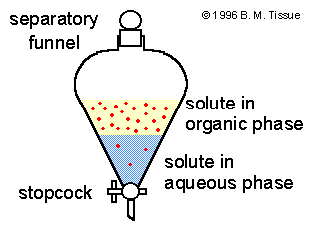 © 1996 B. M. Tissue
separatory
funnel
solute in
organic phase
solute in
aqueous phase
stopcock